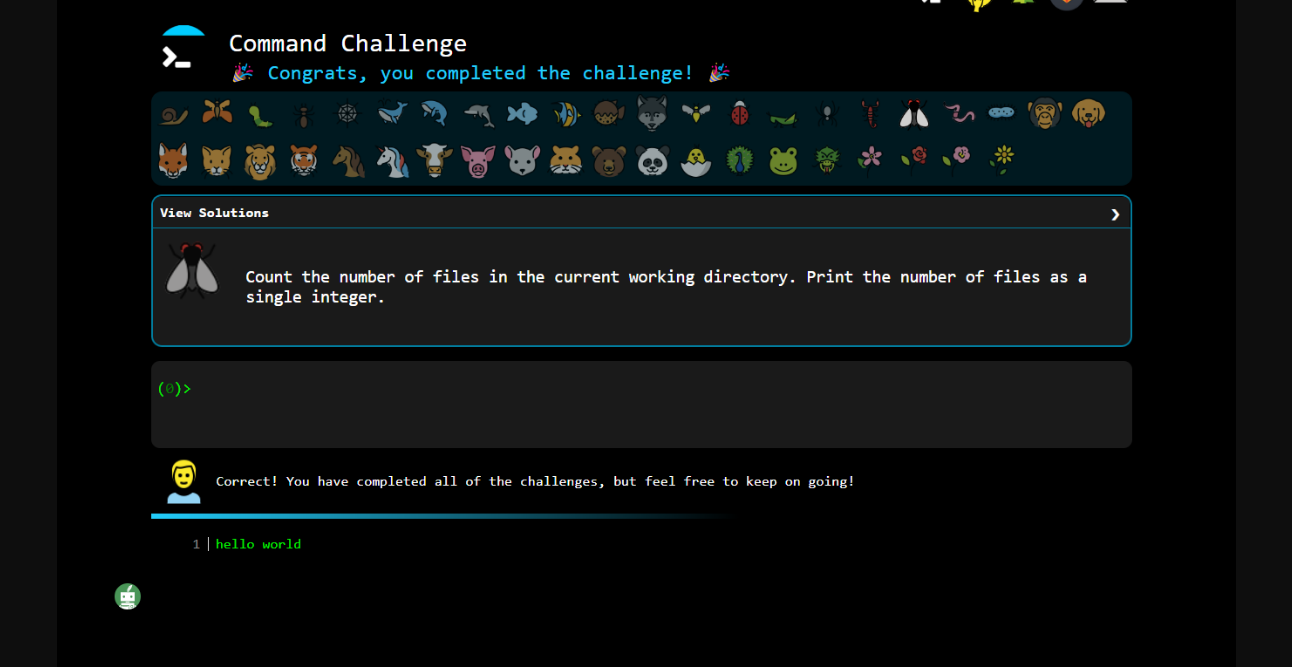 Command Challenge
🎉 Congrats, you completed the challenge! 🎉
View Solutions ❯
Count the number of files in the current working directory. Print the number of files as a
single integer.
(0)>
Correct! You have completed all of the challenges, but feel free to keep on going!
1 hello world